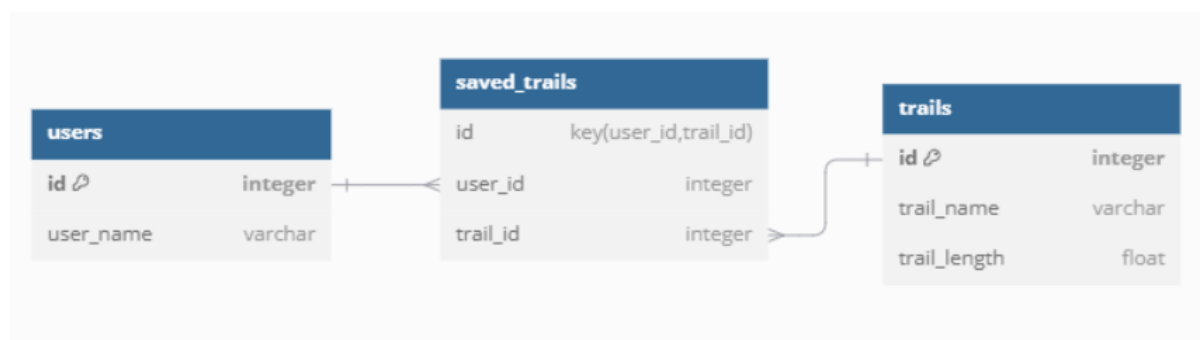 users
id integer
user_name varchar
saved_trails
id key(user_id,trail_id)
user_id integer
trail_id integer
trails
id integer
trail_name varchar
trail_length float